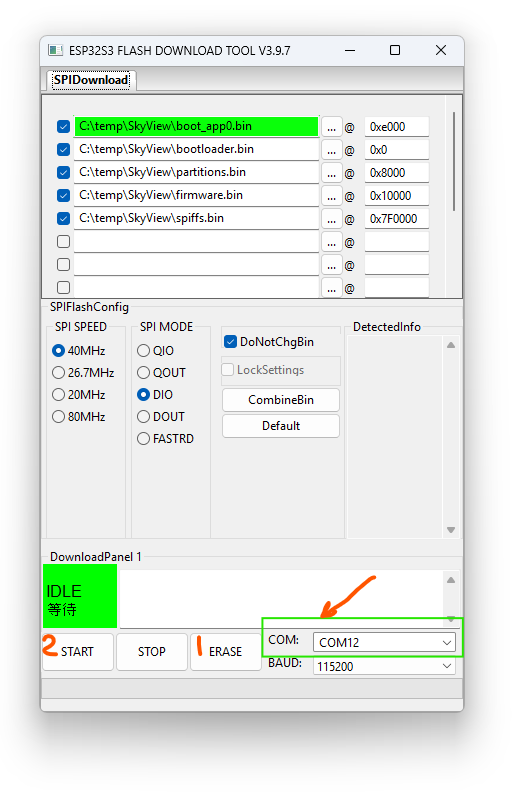 ESP32S3 FLASH DOWNLOAD TOOL V3.9.7
SPIDownload
C:\temp\SkyView\boot_app0.bin ... @ 0xe000
C:\temp\SkyView\bootloader.bin ... @ 0x0
C:\temp\SkyView\partitions.bin ... @ 0x8000
C:\temp\SkyView\firmware.bin ... @ 0x10000
C:\temp\SkyView\spiffs.bin ... @ 0x7F0000
... @
... @
... @
SPIFlashConfig
SPI SPEED
40MHz
26.7MHz
20MHz
80MHz
SPI MODE
QIO
QOUT
DIO
DOUT
FASTRD
DoNotChgBin
LockSettings
CombineBin
Default
DetectedInfo
DownloadPanel 1
IDLE
等待
2 START
STOP
1 ERASE
COM: COM12
BAUD: 115200